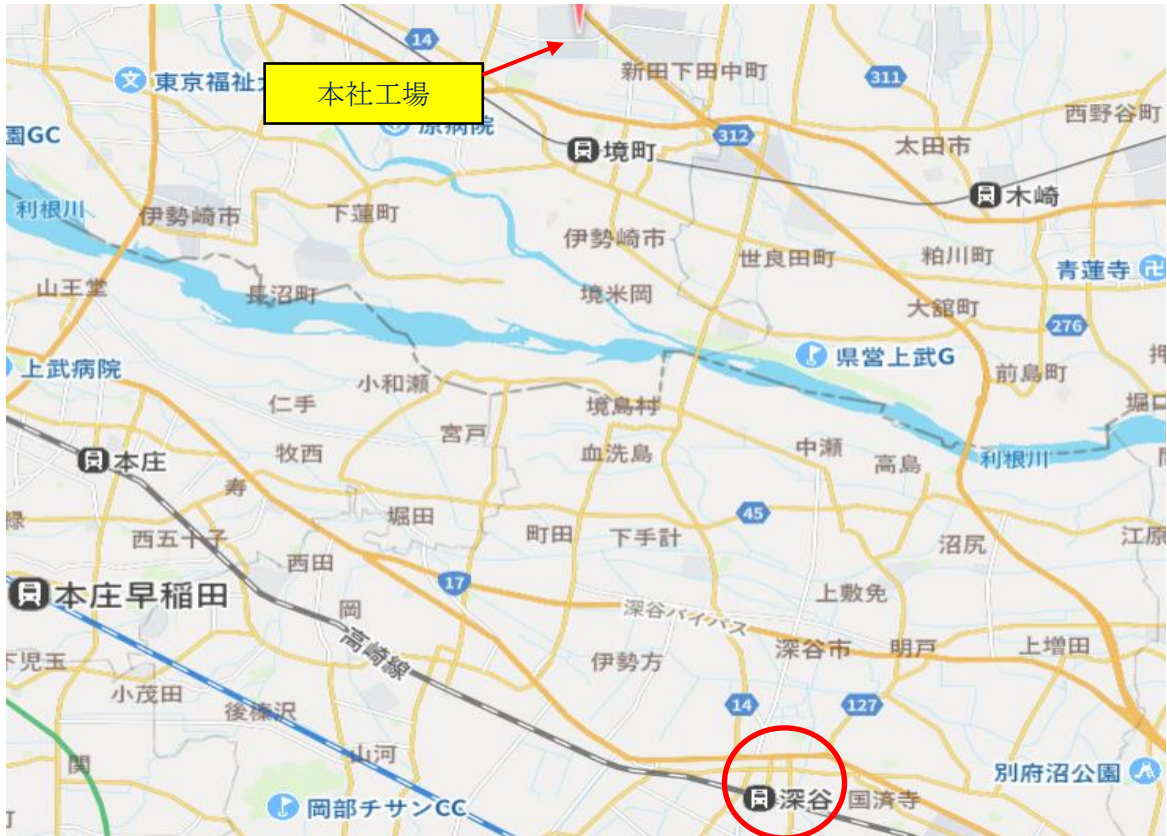 14
本社工場
東京福祉大
新田下田中町
311
西野谷町
原病院
園GC
境町
312
太田市
木崎
利根川
伊勢崎市
下蓮町
伊勢崎市
世良田町
粕川町
青蓮寺
山王堂
長沼町
境米岡
大舘町
276
上武病院
県営上武G
押
小和瀬
前島町
仁手
境島村
堀口
宮戸
本庄
牧西
血洗島
中瀬
高島
利根川
寿
堀田
45
西五十子
町田
下手計
沼尻
江原
西田
17
本庄早稲田
岡
深谷バイパス
上敷免
高崎線
深谷市
明戸
上増田
下児玉
伊勢方
小茂田
後榛沢
14
127
山河
関
別府沼公園
岡部チサンCC
深谷
国済寺